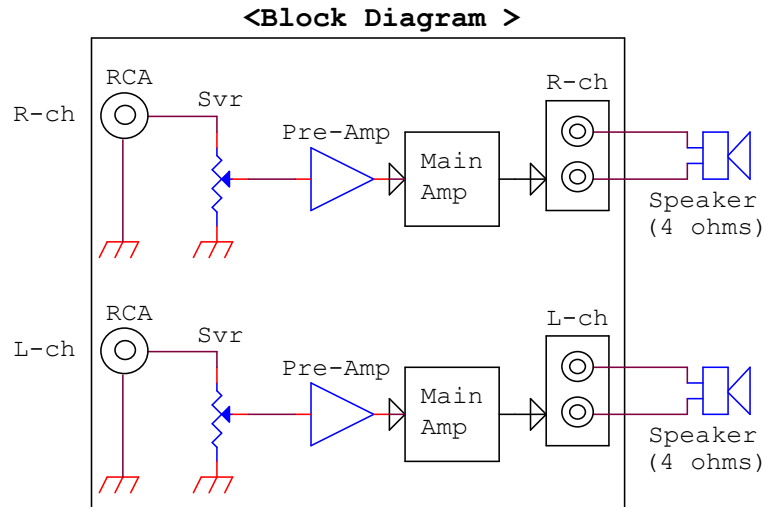 <Block Diagram >
RCA
R-ch
Svr
R-ch
Pre-Amp
Main
Amp
Speaker
(4 ohms)
RCA
L-ch
Svr
L-ch
Pre-Amp
Main
Amp
Speaker
(4 ohms)